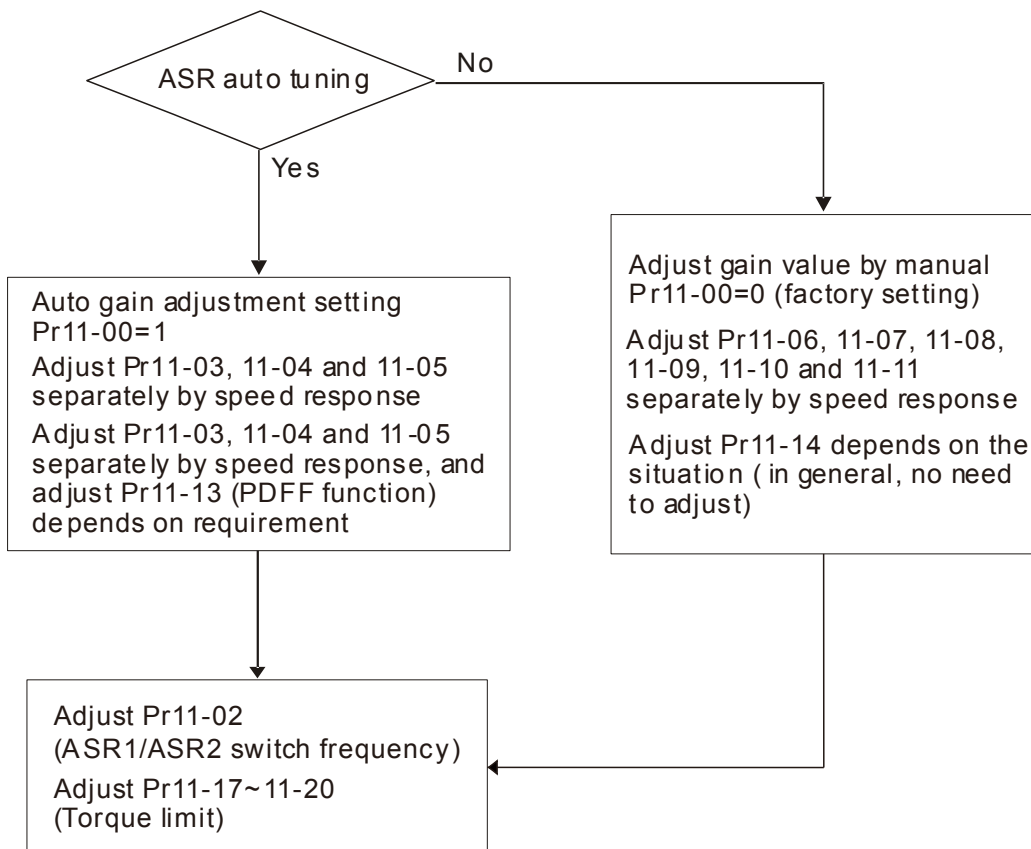 ASR auto tuning
No
Yes
Auto gain adjustment setting
Pr11-00=1
Adjust Pr11-03, 11-04 and 11-05
separately by speed response
Adjust Pr11-03, 11-04 and 11-05
separately by speed response, and
adjust Pr11-13 (PDFF function)
depends on requirement
Adjust gain value by manual
Pr11-00=0 (factory setting)
Adjust Pr11-06, 11-07, 11-08,
11-09, 11-10 and 11-11
separately by speed response
Adjust Pr11-14 depends on the
situation ( in general, no need
to adjust)
Adjust Pr11-02
(ASR1/ASR2 switch frequency)
Adjust Pr11-17~11-20
(Torque limit)